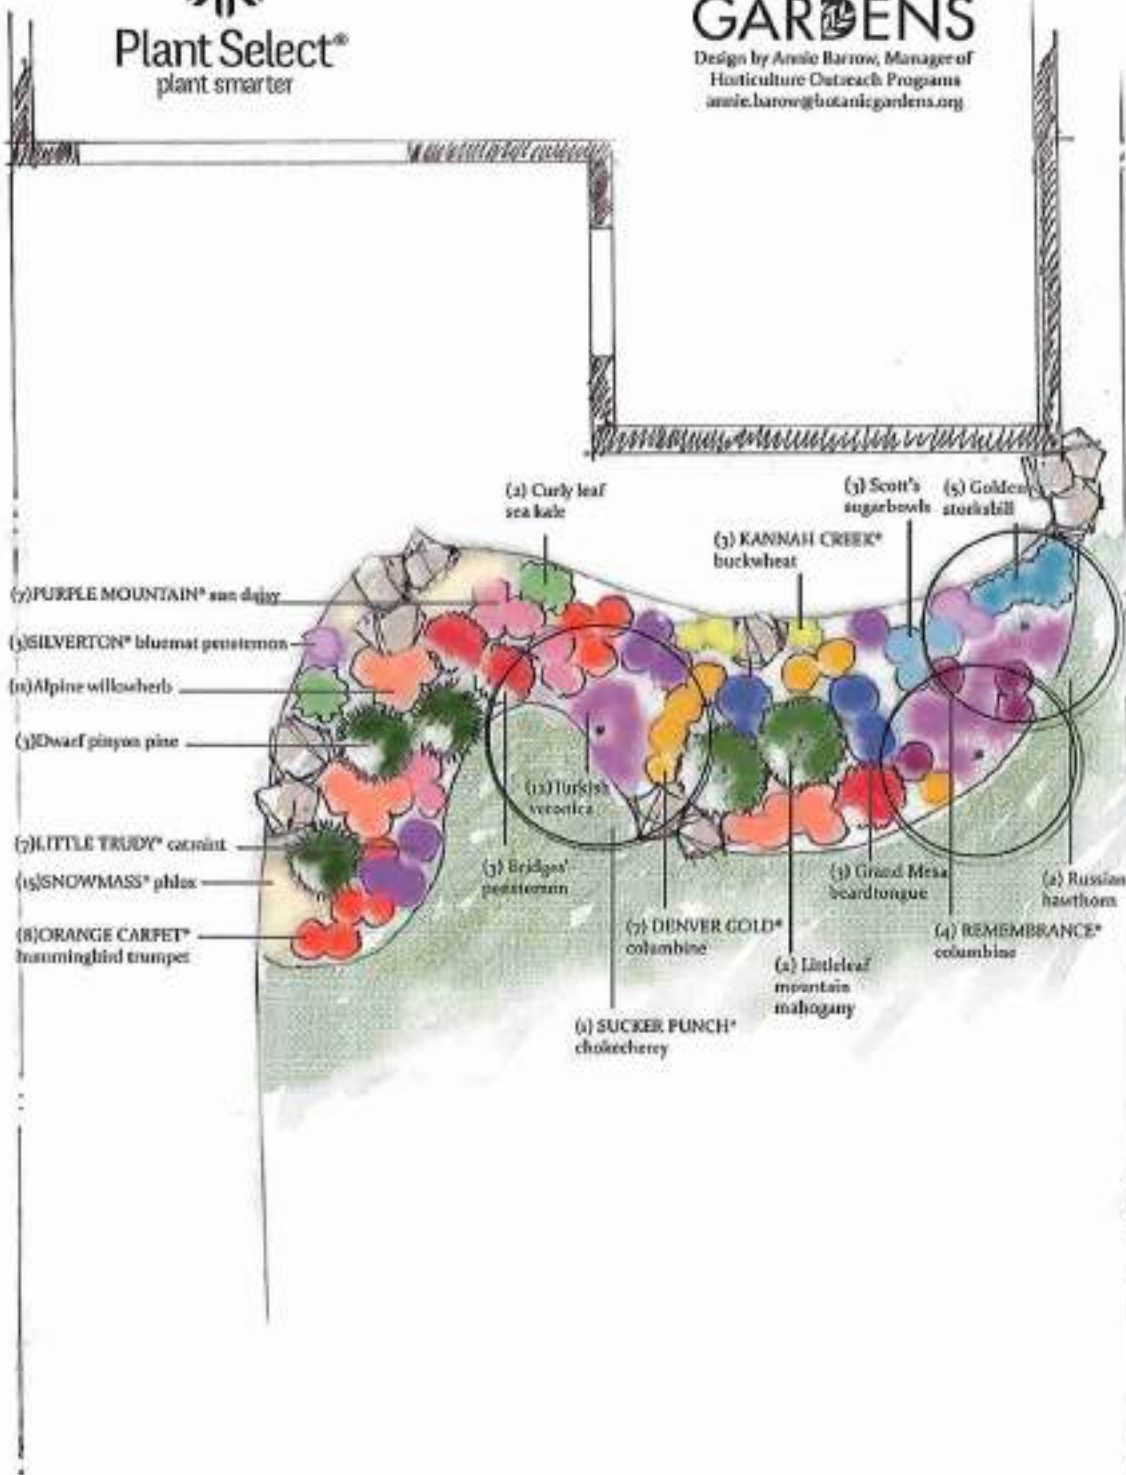 Plant Select®
plant smarter
GARDENS
Design by Annie Barrow, Manager of
Horticulture Outreach Programs
annie.barow@botanicgardens.org
(2) Curly leaf
sea kale
(3) Scott's
sugarbowls
(5) Golden
storksbill
(3) KANNAH CREEK®
buckwheat
(7)PURPLE MOUNTAIN® sun daisy
SILVERTON® bluemat penstemon
(11)Alpine willowherb
(3)Dwarf pinyon pine
(12)Turkish
veronica
(7)LITTLE TRUDY® catmint
(15)SNOWMASS® phlox
(3) Bridges'
penstemon
(3) Grand Mesa
beardtongue
(2) Russian
hawthorn
(8)ORANGE CARPET®
hummingbird trumpet
(7) DENVER GOLD®
columbine
(4) REMEMBRANCE®
columbine
(2) Littleleaf
mountain
mahogany
(1) SUCKER PUNCH®
chokecherry